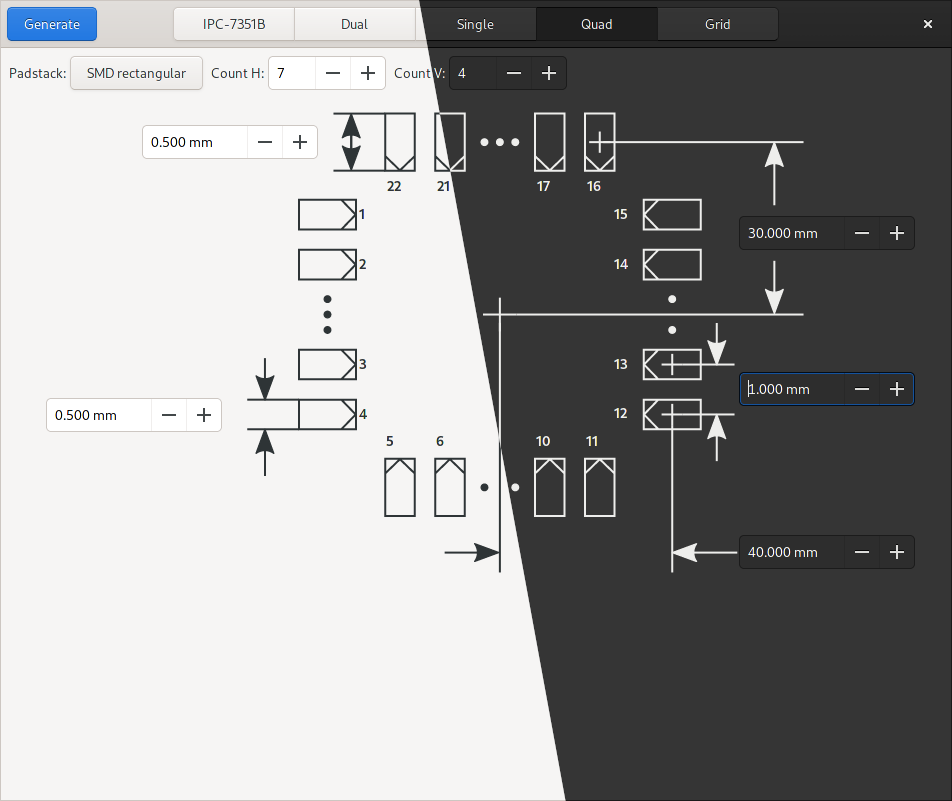 Generate IPC-7351B Dual Single Quad Grid ×
Padstack: SMD rectangular Count H: 7 − + Count V: 4 − +
0.500 mm − +
22 21 17 16
1 15
30.000 mm − +
2 14
3 13
1.000 mm − +
0.500 mm − + 4 12
5 6 10 11
40.000 mm − +